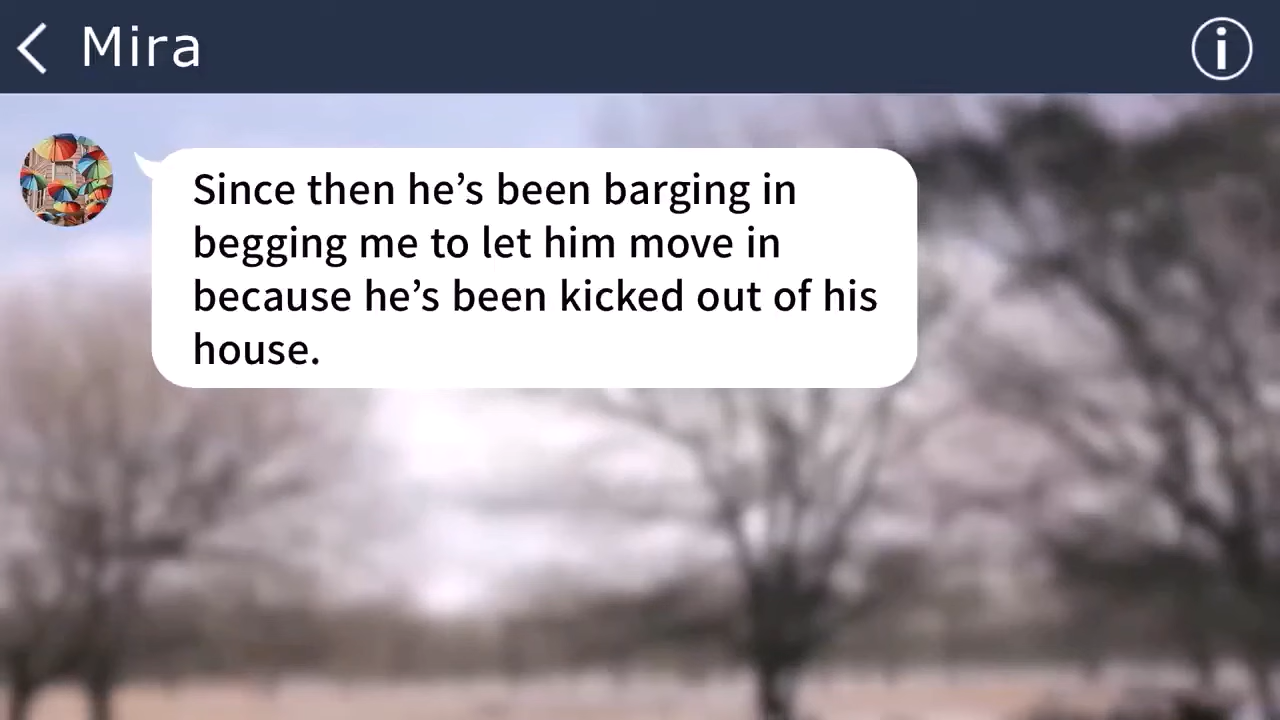 Mira
Since then he’s been barging in
begging me to let him move in
because he’s been kicked out of his
house.